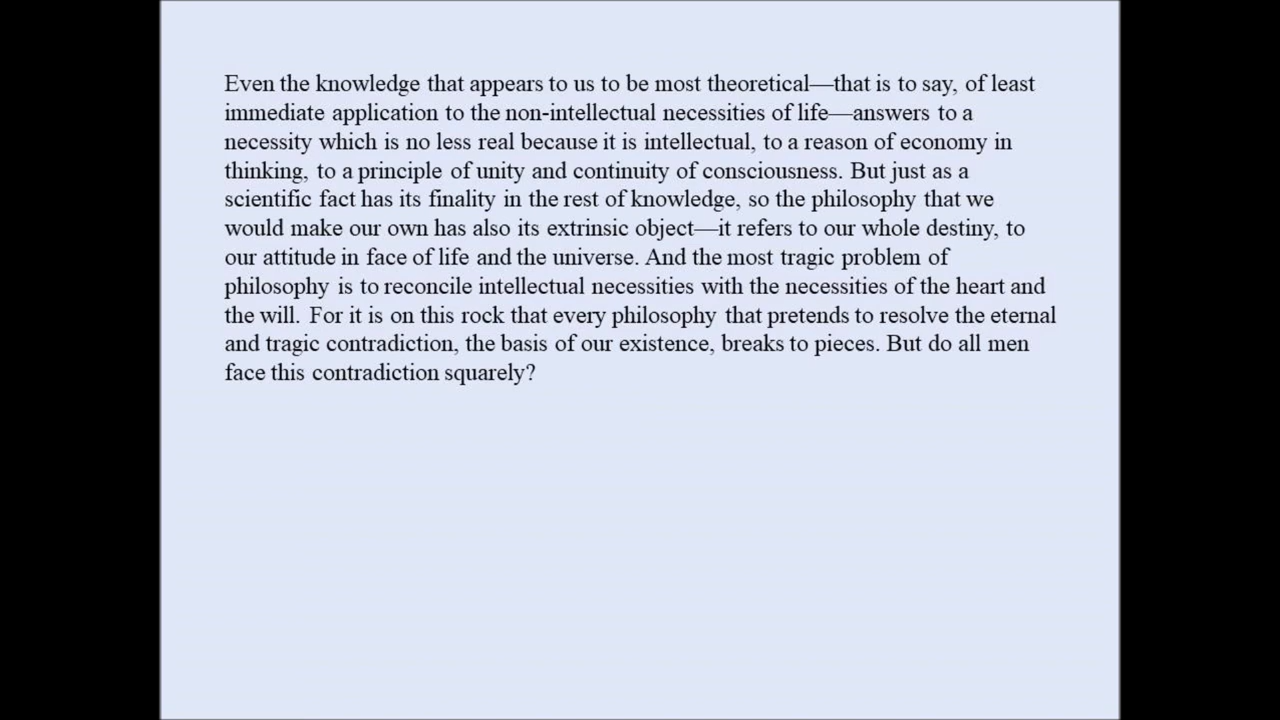 Even the knowledge that appears to us to be most theoretical—that is to say, of least
immediate application to the non-intellectual necessities of life—answers to a
necessity which is no less real because it is intellectual, to a reason of economy in
thinking, to a principle of unity and continuity of consciousness. But just as a
scientific fact has its finality in the rest of knowledge, so the philosophy that we
would make our own has also its extrinsic object—it refers to our whole destiny, to
our attitude in face of life and the universe. And the most tragic problem of
philosophy is to reconcile intellectual necessities with the necessities of the heart and
the will. For it is on this rock that every philosophy that pretends to resolve the eternal
and tragic contradiction, the basis of our existence, breaks to pieces. But do all men
face this contradiction squarely?